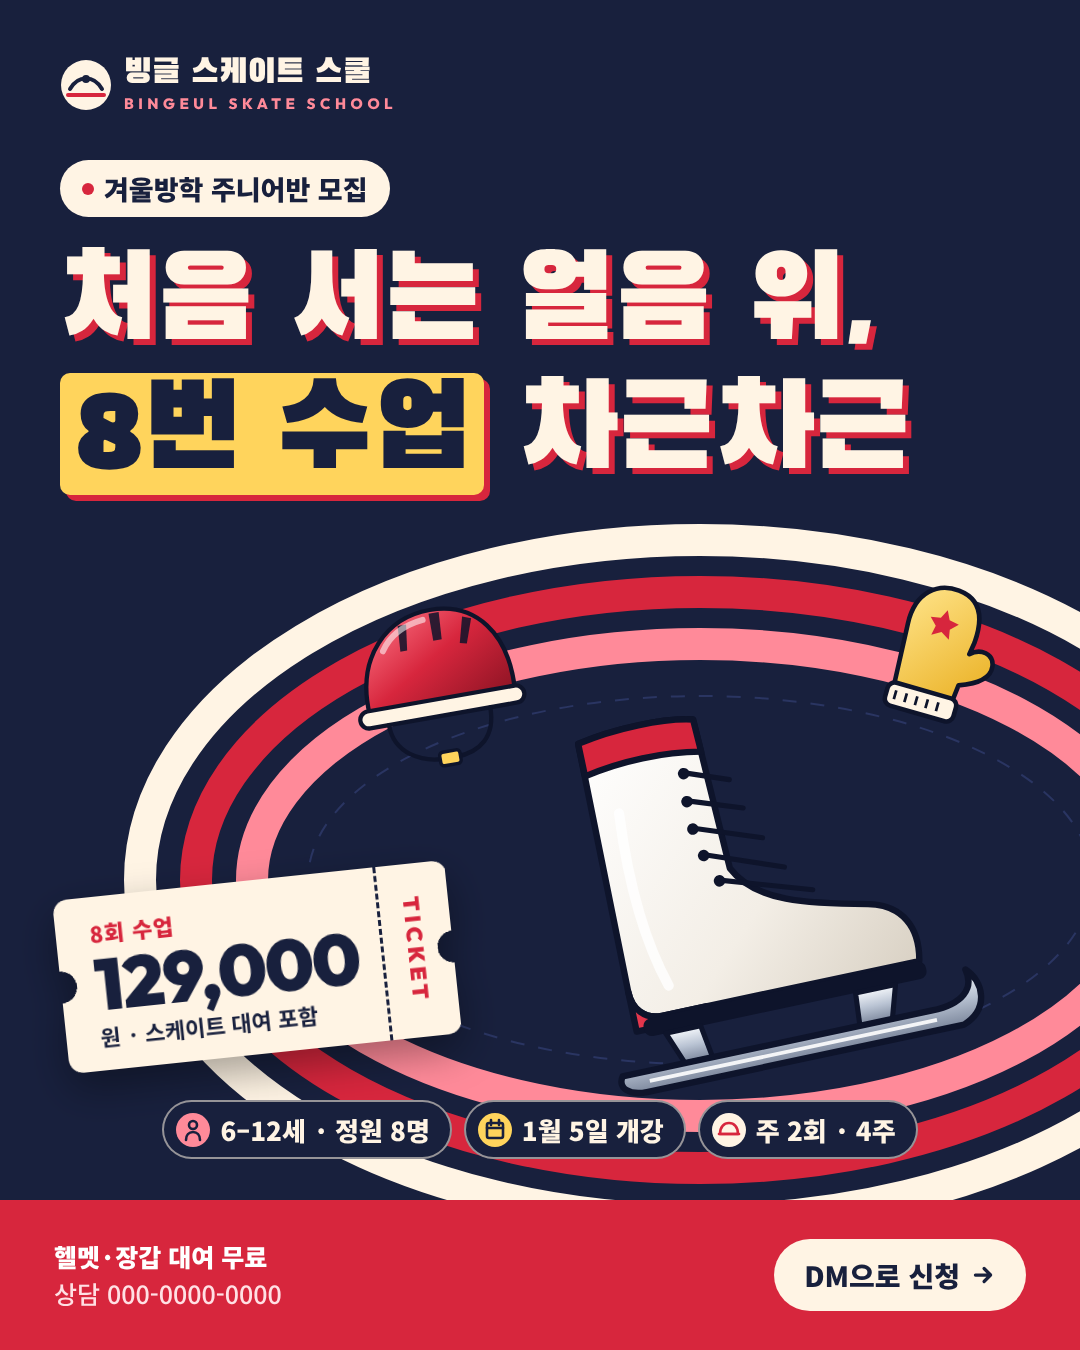 빙글 스케이트 스쿨
BINGEUL SKATE SCHOOL
겨울방학 주니어반 모집
처음 서는 얼음 위,
8번 수업 차근차근
8회 수업
129,000
원 · 스케이트 대여 포함
TICKET
6–12세 · 정원 8명
1월 5일 개강
주 2회 · 4주
헬멧·장갑 대여 무료
상담 000-0000-0000
DM으로 신청 →